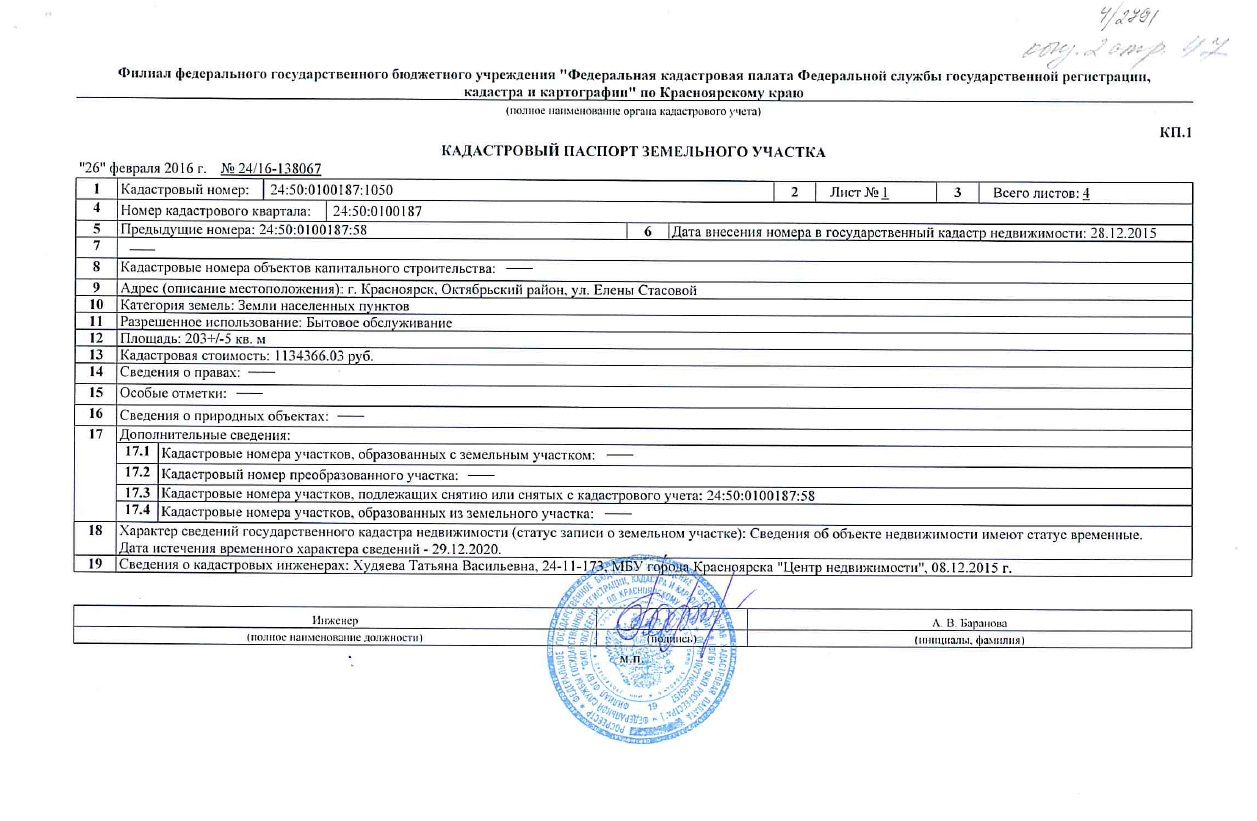 4/2791
Филиал федерального государственного бюджетного учреждения "Федеральная кадастровая палата Федеральной службы государственной регистрации,
кадастра и картографии" по Красноярскому краю
(полное наименование органа кадастрового учета)
КП.1
КАДАСТРОВЫЙ ПАСПОРТ ЗЕМЕЛЬНОГО УЧАСТКА
"26" февраля 2016 г. № 24/16-138067
1 Кадастровый номер: 24:50:0100187:1050 2 Лист № 1 3 Всего листов: 4
4 Номер кадастрового квартала: 24:50:0100187
5 Предыдущие номера: 24:50:0100187:58 6 Дата внесения номера в государственный кадастр недвижимости: 28.12.2015
7 ——
8 Кадастровые номера объектов капитального строительства: ——
9 Адрес (описание местоположения): г. Красноярск, Октябрьский район, ул. Елены Стасовой
10 Категория земель: Земли населенных пунктов
11 Разрешенное использование: Бытовое обслуживание
12 Площадь: 203+/-5 кв. м
13 Кадастровая стоимость: 1134366.03 руб.
14 Сведения о правах: ——
15 Особые отметки: ——
16 Сведения о природных объектах: ——
17 Дополнительные сведения:
17.1 Кадастровые номера участков, образованных с земельным участком: ——
17.2 Кадастровый номер преобразованного участка: ——
17.3 Кадастровые номера участков, подлежащих снятию или снятых с кадастрового учета: 24:50:0100187:58
17.4 Кадастровые номера участков, образованных из земельного участка: ——
18 Характер сведений государственного кадастра недвижимости (статус записи о земельном участке): Сведения об объекте недвижимости имеют статус временные.
Дата истечения временного характера сведений - 29.12.2020.
19 Сведения о кадастровых инженерах: Худяева Татьяна Васильевна, 24-11-173, МБУ города Красноярска "Центр недвижимости", 08.12.2015 г.
Инженер А. В. Баранова
(полное наименование должности) (подпись) (инициалы, фамилия)
М.П.